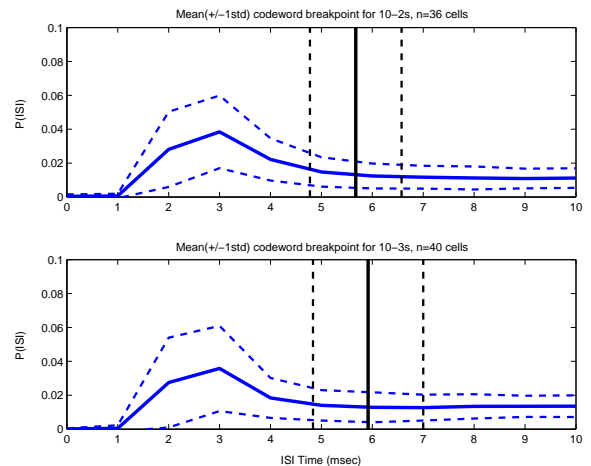 Mean(+/−1std) codeword breakpoint for 10−2s, n=36 cells
0.1
0.08
0.06
0.04
0.02
0
P(ISI)
0 1 2 3 4 5 6 7 8 9 10
Mean(+/−1std) codeword breakpoint for 10−3s, n=40 cells
0.1
0.08
0.06
0.04
0.02
0
P(ISI)
0 1 2 3 4 5 6 7 8 9 10
ISI Time (msec)